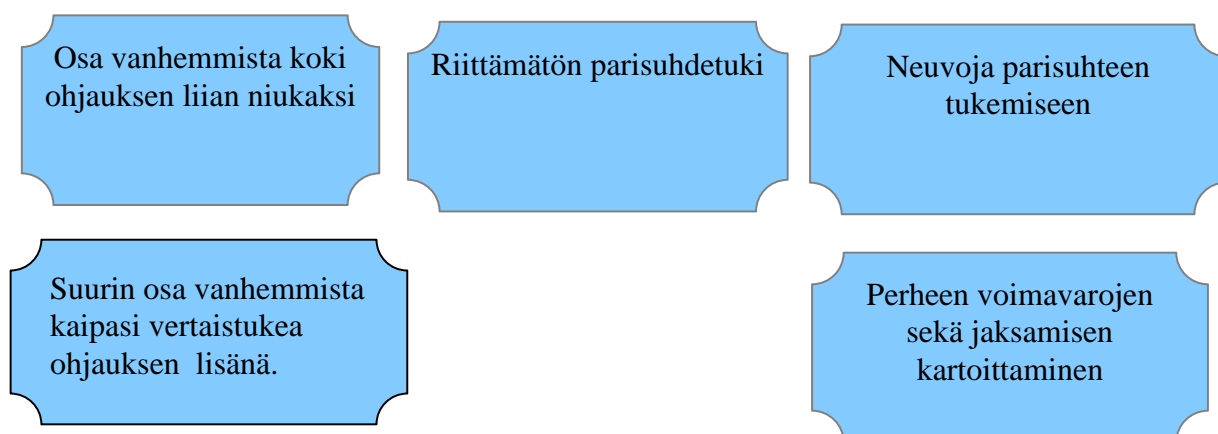 Osa vanhemmista koki
ohjauksen liian niukaksi
Riittämätön parisuhdetuki
Neuvoja parisuhteen
tukemiseen
Suurin osa vanhemmista
kaipasi vertaistukea
ohjauksen lisänä.
Perheen voimavarojen
sekä jaksamisen
kartoittaminen